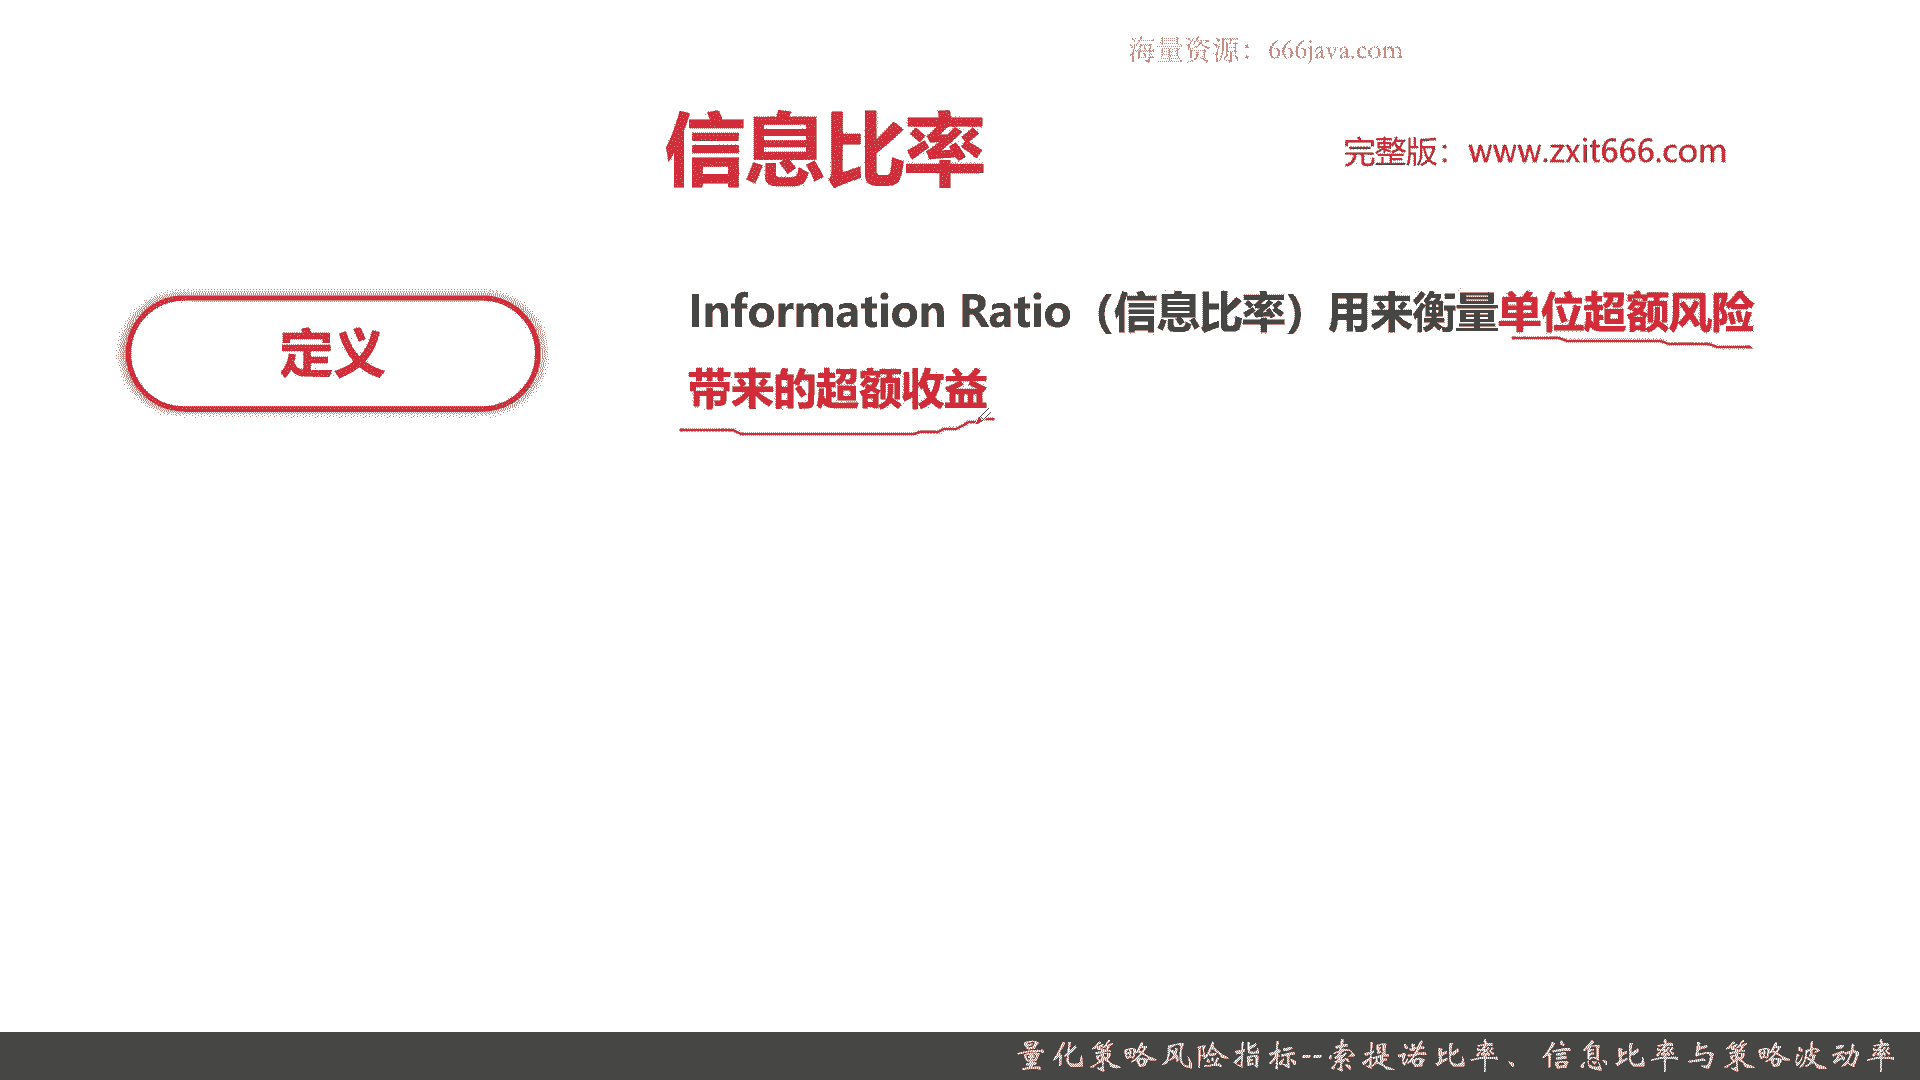 海量资源：666java.com
信息比率
完整版：www.zxit666.com
定义
Information Ratio（信息比率）用来衡量单位超额风险
带来的超额收益
量化策略风险指标--索提诺比率、信息比率与策略波动率